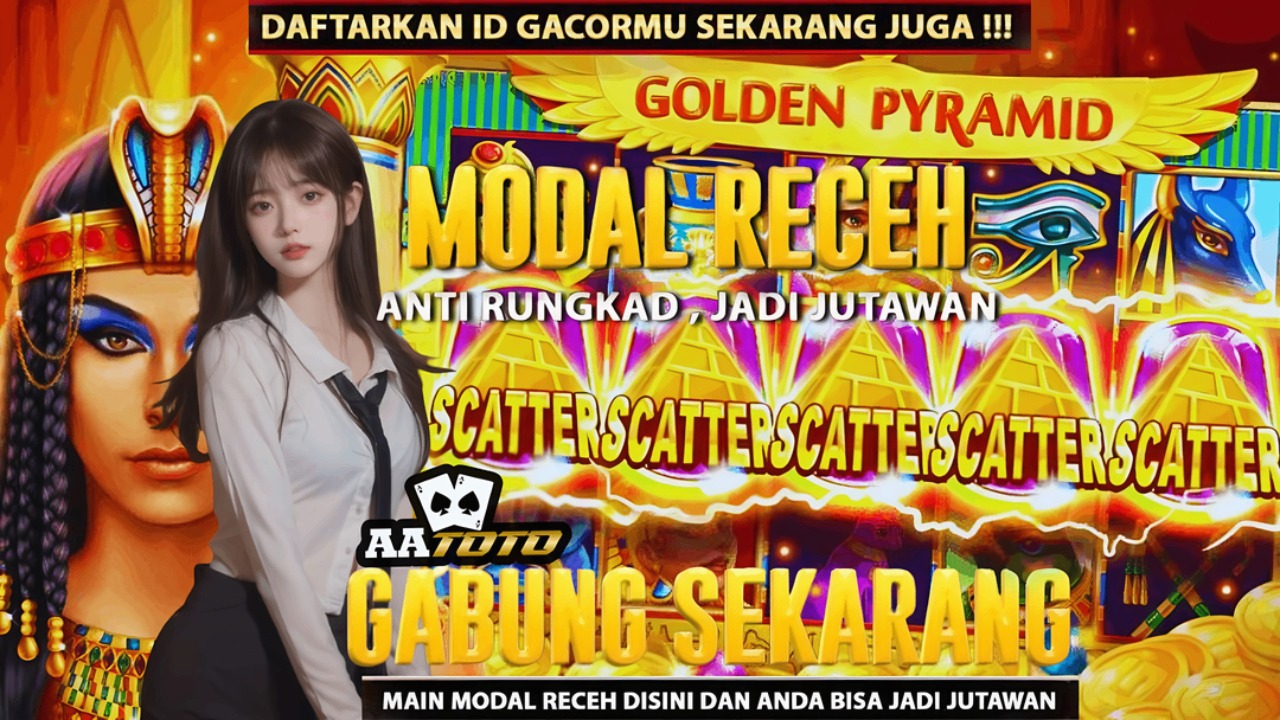 DAFTARKAN ID GACORMU SEKARANG JUGA !!!
GOLDEN PYRAMID
MODAL RECEH
ANTI RUNGKAD , JADI JUTAWAN
SCATTER SCATTER SCATTER SCATTER SCATTER
AATOTO
GABUNG SEKARANG
MAIN MODAL RECEH DISINI DAN ANDA BISA JADI JUTAWAN